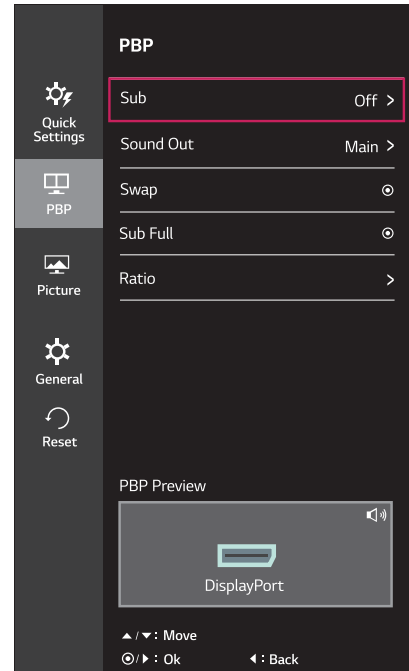 PBP
Quick
Settings
PBP
Picture
General
Reset
Sub Off >
Sound Out Main >
Swap
Sub Full
Ratio >
PBP Preview
DisplayPort
▲/▼: Move
◉/▶: Ok ◀: Back